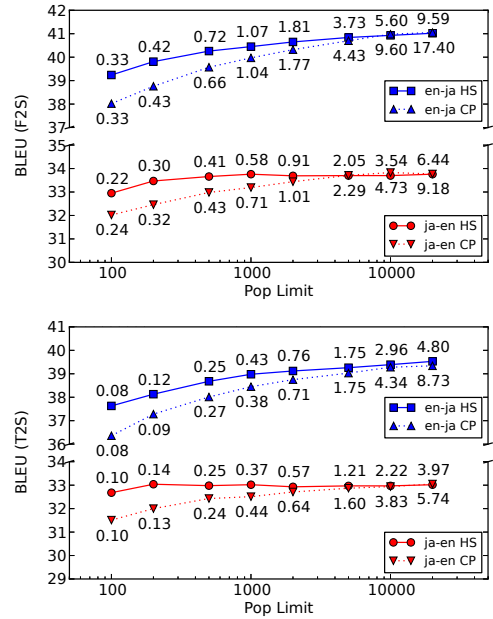 42
0.33 0.42 0.72 1.07 1.81 3.73 5.60 9.59
41
40
39
38
37
0.33 0.43 0.66 1.04 1.77 4.43 9.60 17.40
en-ja HS
en-ja CP
BLEU (F2S)
35
0.22 0.30 0.41 0.58 0.91 2.05 3.54 6.44
34
33
32
31
30
0.24 0.32 0.43 0.71 1.01 2.29 4.73 9.18
ja-en HS
ja-en CP
100 1000 10000
Pop Limit
41
0.08 0.12 0.25 0.43 0.76 1.75 2.96 4.80
40
39
38
37
36
0.08 0.09 0.27 0.38 0.71 1.75 4.34 8.73
en-ja HS
en-ja CP
BLEU (T2S)
34
0.10 0.14 0.25 0.37 0.57 1.21 2.22 3.97
33
32
31
30
29
0.10 0.13 0.24 0.44 0.64 1.60 3.83 5.74
ja-en HS
ja-en CP
100 1000 10000
Pop Limit